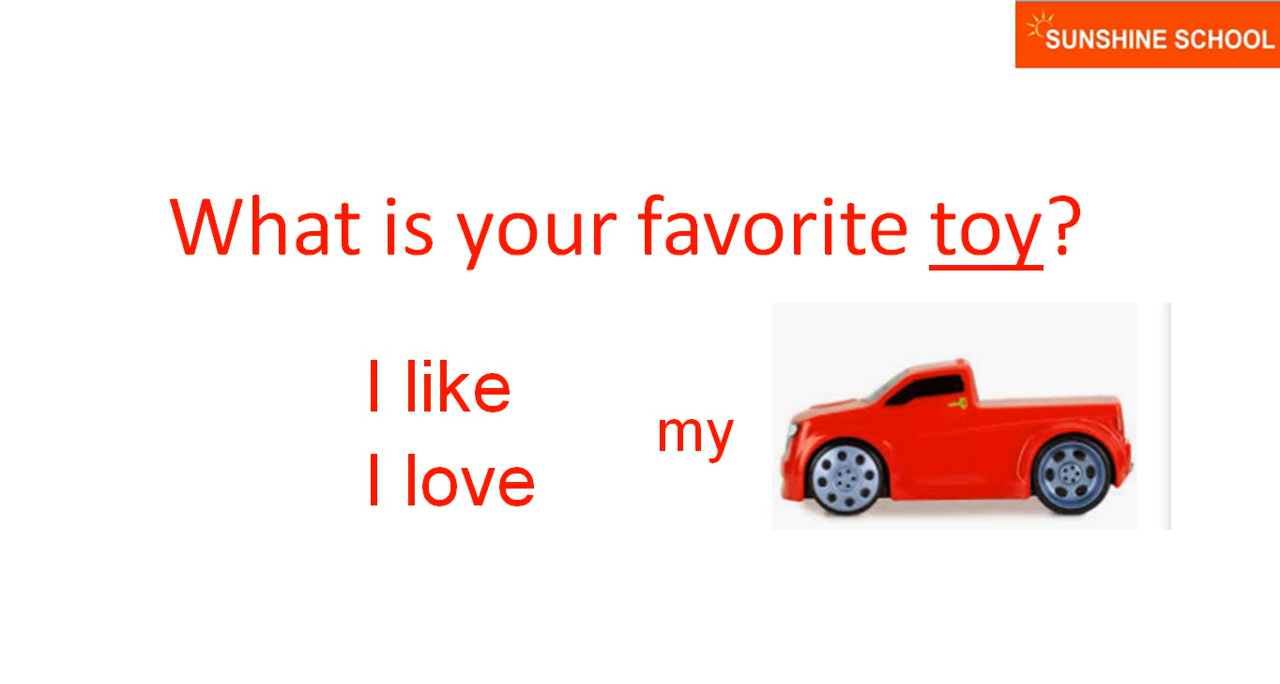 SUNSHINE SCHOOL
What is your favorite toy?
I like
my
I love